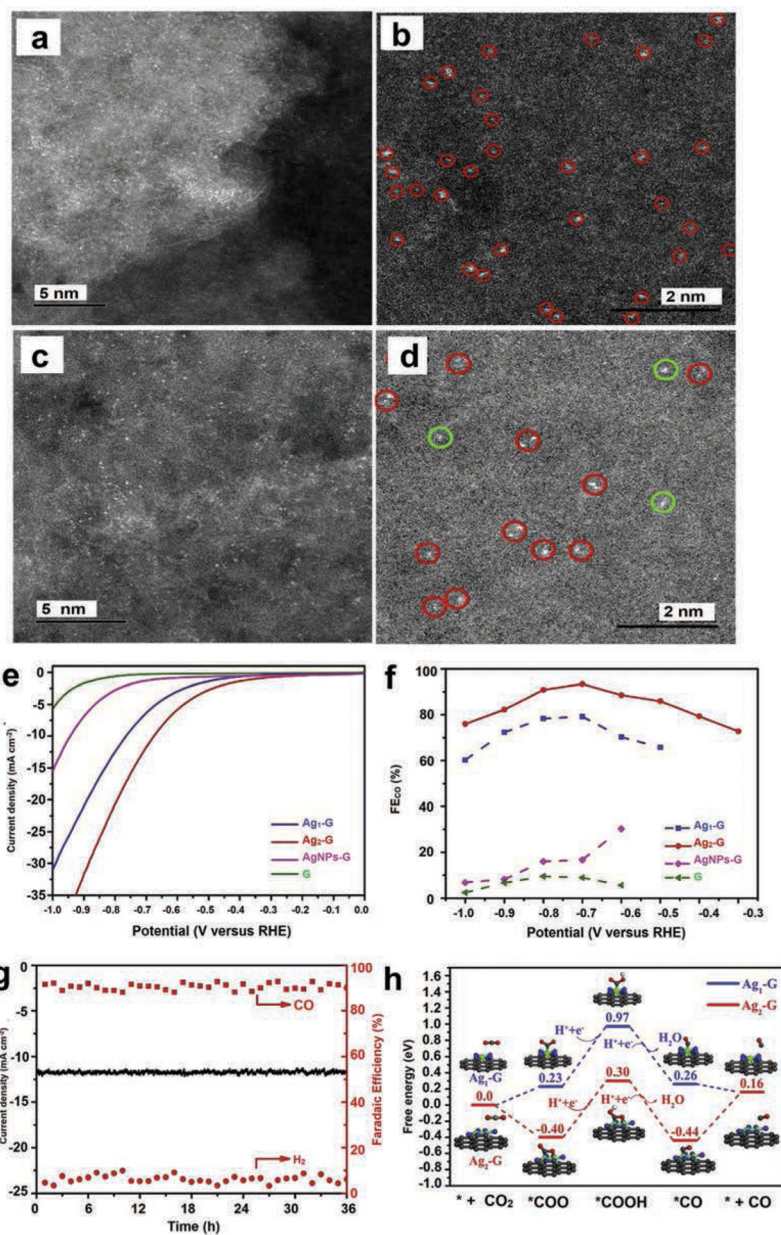 a
5 nm
b
2 nm
c
5 nm
d
2 nm
e
Current density (mA cm⁻²)
0
-5
-10
-15
-20
-25
-30
-35
Ag₁-G
Ag₂-G
AgNPs-G
G
-1.0 -0.9 -0.8 -0.7 -0.6 -0.5 -0.4 -0.3 -0.2 -0.1 0.0
Potential (V versus RHE)
f
FE_CO (%)
100
80
60
40
20
0
Ag₁-G
Ag₂-G
AgNPs-G
G
-1.0 -0.9 -0.8 -0.7 -0.6 -0.5 -0.4 -0.3
Potential (V versus RHE)
g
Current density (mA cm⁻²)
0
-5
-10
-15
-20
-25
CO
H₂
100
80
60
40
20
0
Faradaic Efficiency (%)
0 6 12 18 24 30 36
Time (h)
h
Free energy (eV)
1.6
1.4
1.2
1.0
0.8
0.6
0.4
0.2
0.0
-0.2
-0.4
-0.6
-0.8
-1.0
Ag₁-G
Ag₂-G
0.97
H⁺+e⁻
H⁺+e⁻
H₂O
Ag₁-G
0.23
0.26
0.30
0.16
0.0
H⁺+e⁻
H⁺+e⁻
H₂O
-0.40
-0.44
Ag₂-G
* + CO₂ *COO *COOH *CO * + CO